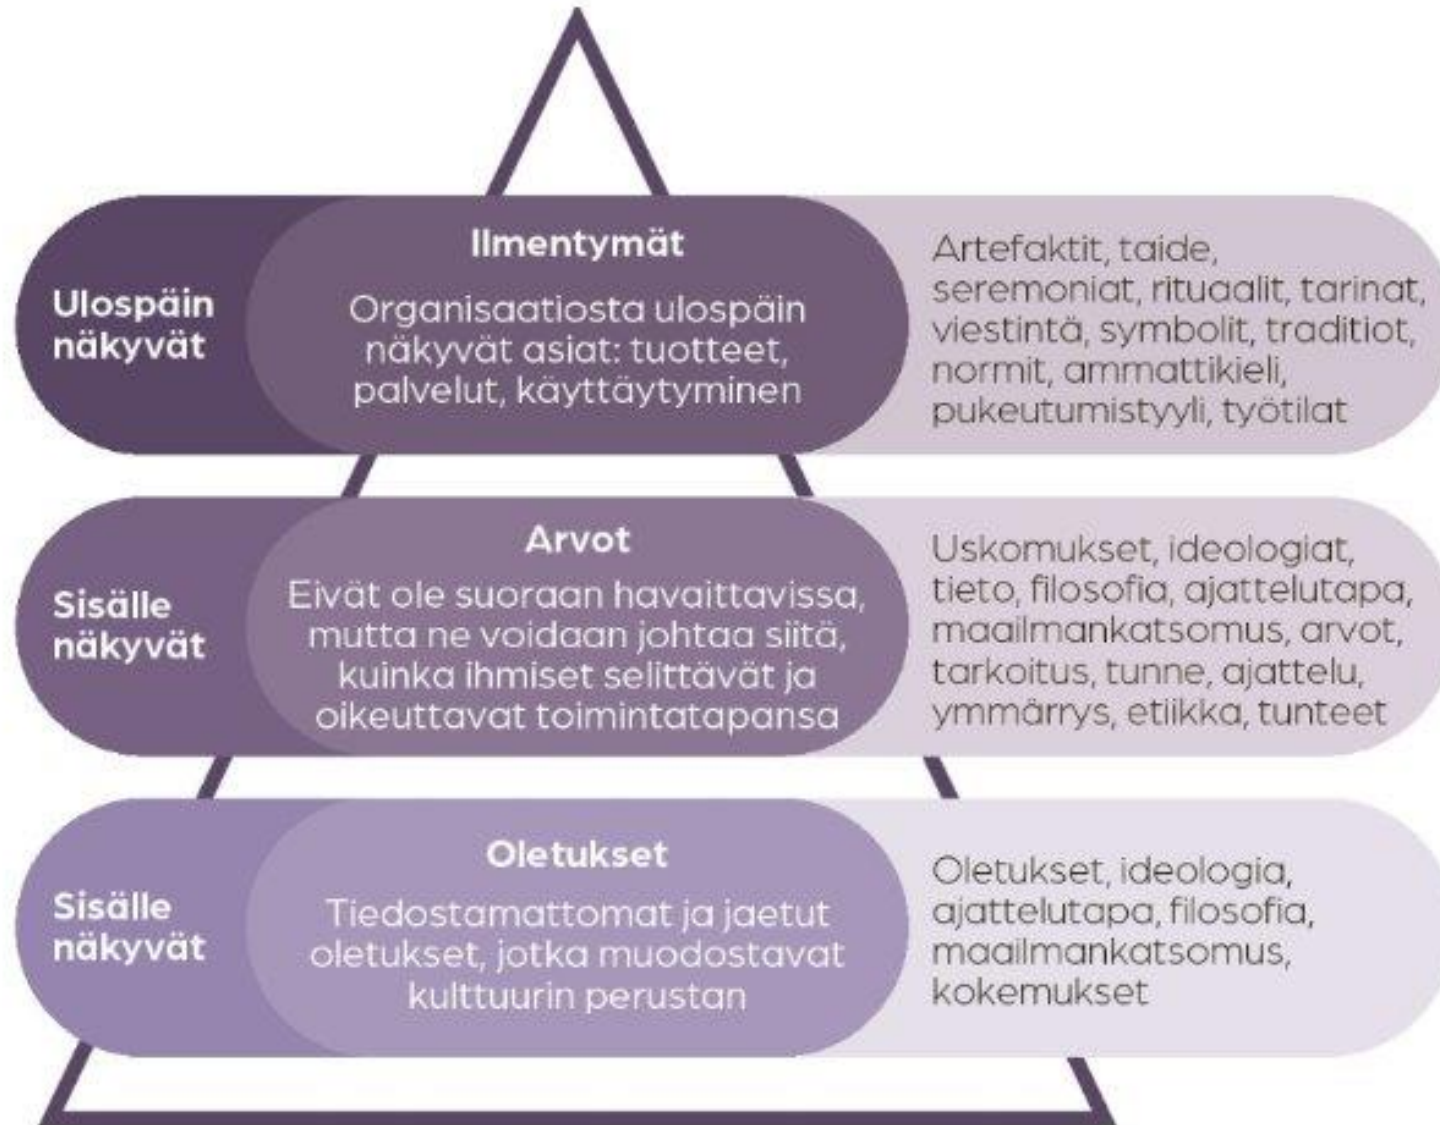 Ulospäin
näkyvät
Ilmentymät
Organisaatiosta ulospäin
näkyvät asiat: tuotteet,
palvelut, käyttäytyminen
Artefaktit, taide,
seremoniat, rituaalit, tarinat,
viestintä, symbolit, traditiot,
normit, ammattikieli,
pukeutumistyyli, työtilat
Sisälle
näkyvät
Arvot
Eivät ole suoraan havaittavissa,
mutta ne voidaan johtaa siitä,
kuinka ihmiset selittävät ja
oikeuttavat toimintatapansa
Uskomukset, ideologiat,
tieto, filosofia, ajattelutapa,
maailmankatsomus, arvot,
tarkoitus, tunne, ajattelu,
ymmärrys, etiikka, tunteet
Sisälle
näkyvät
Oletukset
Tiedostamattomat ja jaetut
oletukset, jotka muodostavat
kulttuurin perustan
Oletukset, ideologia,
ajattelutapa, filosofia,
maailmankatsomus,
kokemukset